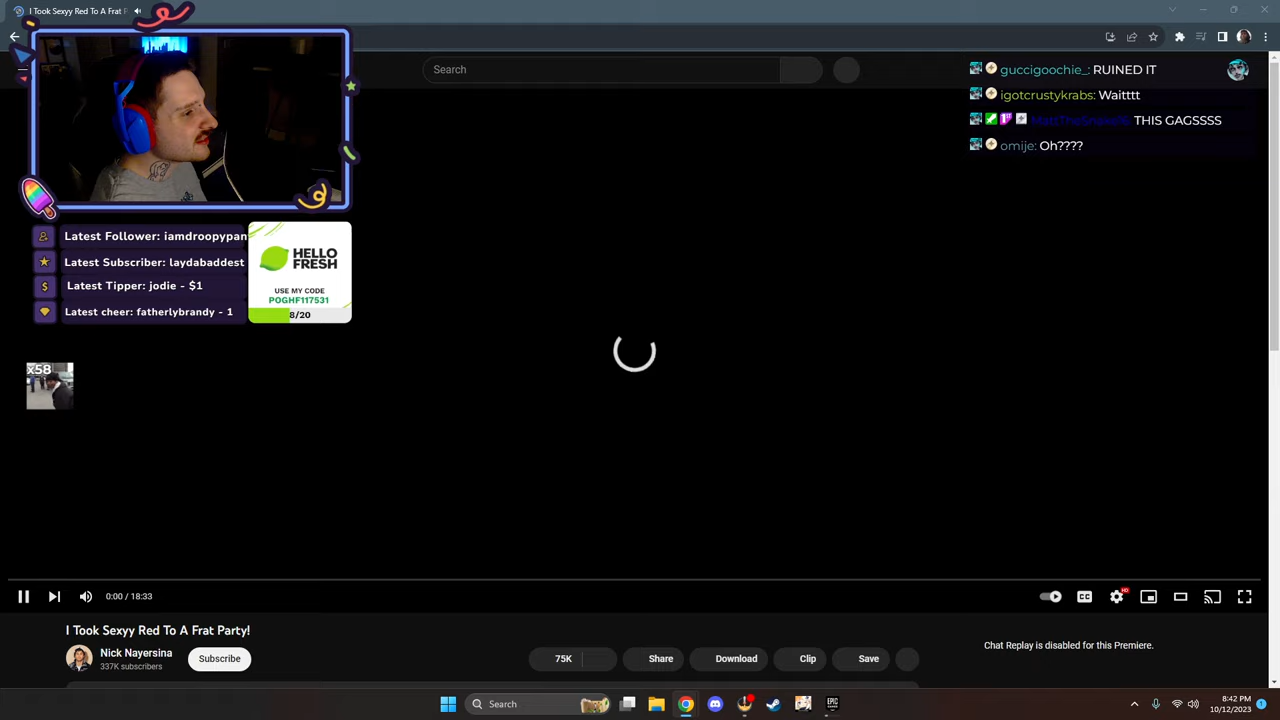 I Took Sexyy Red To A Frat P
Search
guccigoochie_: RUINED IT
igotcrustykrabs: Waitttt
THIS GAGSSSS
omije: Oh????
Latest Follower: iamdroopypan
Latest Subscriber: laydabaddest
Latest Tipper: jodie - $1
Latest cheer: fatherlybrandy - 1
HELLO
FRESH
USE MY CODE
POGHF117531
8/20
x58
0:00 / 18:33
CC
HD
I Took Sexyy Red To A Frat Party!
Nick Nayersina
337K subscribers
Subscribe
75K
Share
Download
Clip
Save
Chat Replay is disabled for this Premiere.
Search
EPIC
8:42 PM
10/12/2023